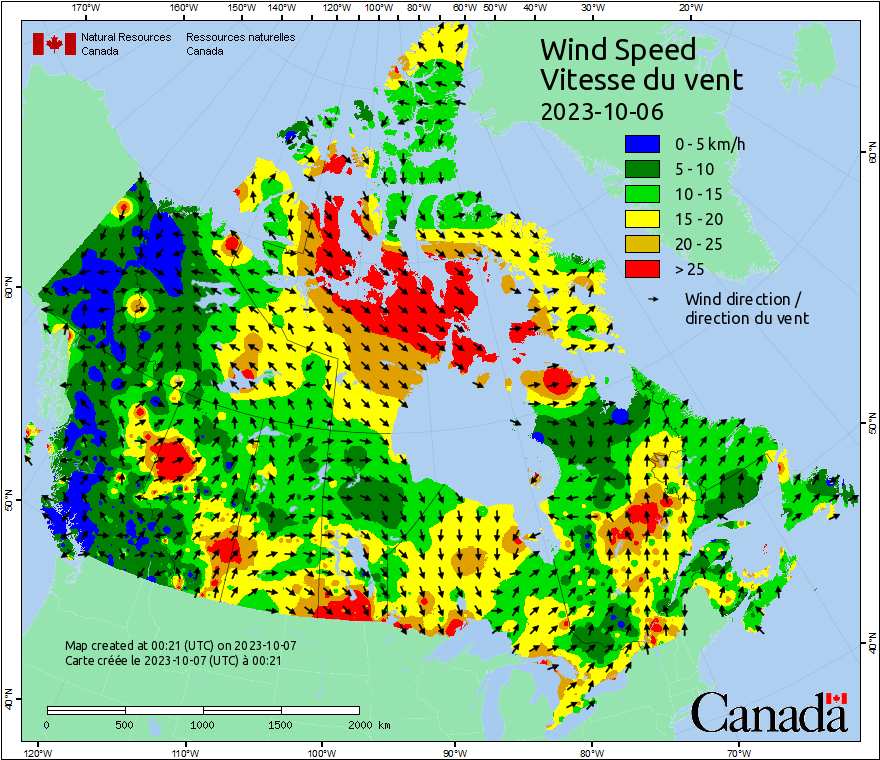 170°W 160°W 150°W 140°W 130°W 120°W 110°W 100°W 90°W 80°W 70°W 60°W 50°W 40°W 30°W 20°W
Natural Resources Canada
Ressources naturelles Canada
Wind Speed
Vitesse du vent
2023-10-06
0 - 5 km/h
5 - 10
10 - 15
15 - 20
20 - 25
> 25
Wind direction /
direction du vent
60°N
50°N
40°N
60°N
50°N
40°N
Map created at 00:21 (UTC) on 2023-10-07
Carte créée le 2023-10-07 (UTC) à 00:21
0 500 1000 1500 2000 km
Canada
120°W 110°W 100°W 90°W 80°W 70°W